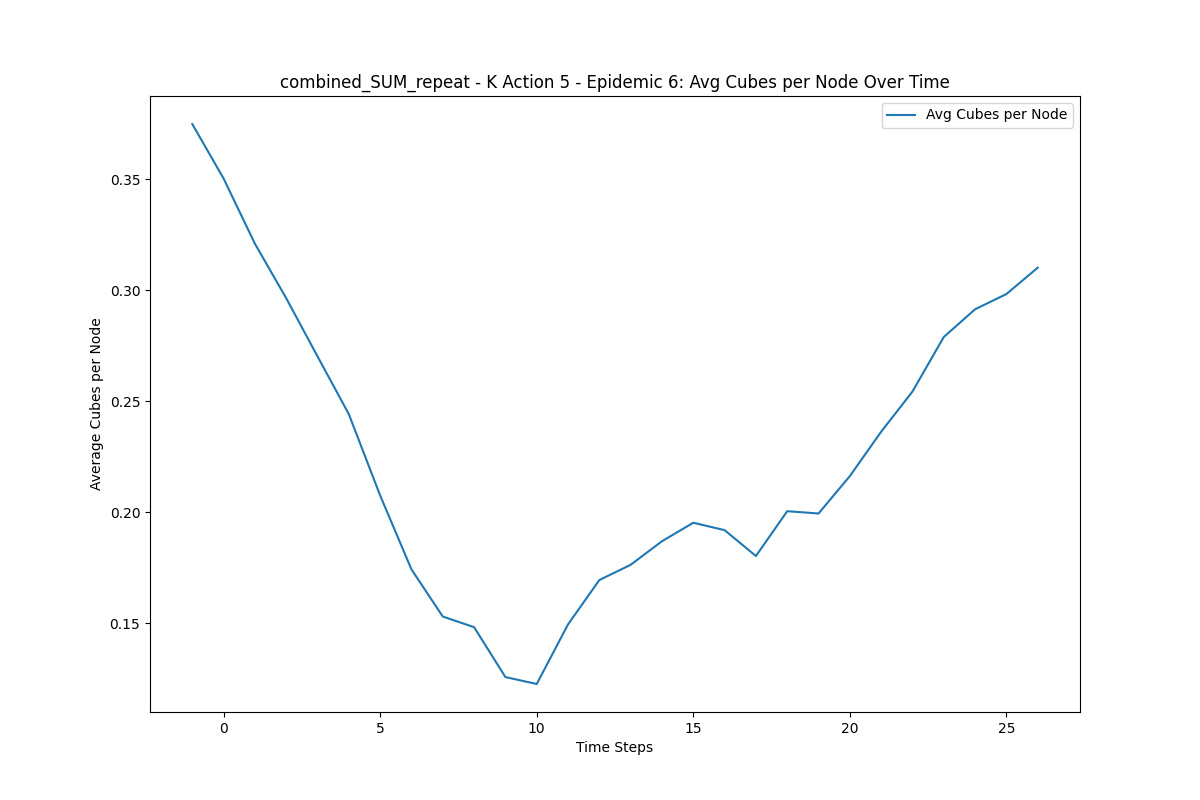 combined_SUM_repeat - K Action 5 - Epidemic 6: Avg Cubes per Node Over Time
Avg Cubes per Node
0.35
0.30
0.25
0.20
0.15
Average Cubes per Node
0 5 10 15 20 25
Time Steps